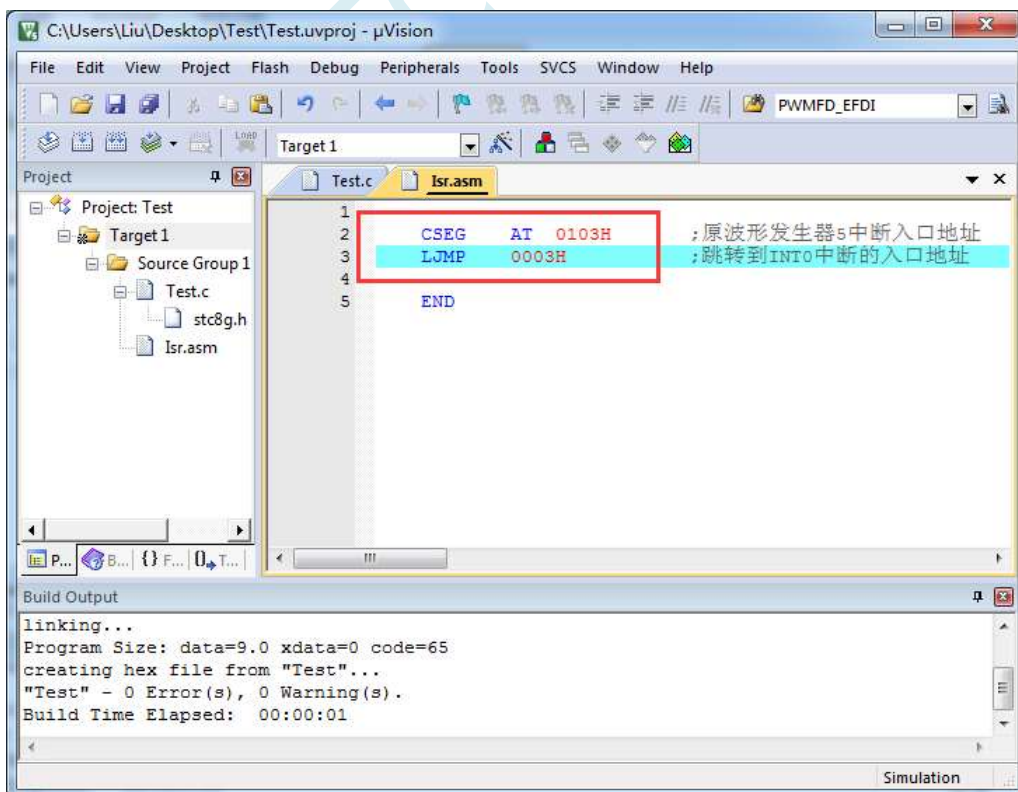 C:\Users\Liu\Desktop\Test\Test.uvproj - µVision
File Edit View Project Flash Debug Peripherals Tools SVCS Window Help
PWMFD_EFDI
LOAD Target 1
Project
Test.c Isr.asm
Project: Test
Target 1
Source Group 1
Test.c
stc8g.h
Isr.asm
1
2 CSEG AT 0103H ;原波形发生器5中断入口地址
3 LJMP 0003H ;跳转到INT0中断的入口地址
4
5 END
P... B... {} F... 0 T...
Build Output
linking...
Program Size: data=9.0 xdata=0 code=65
creating hex file from "Test"...
"Test" - 0 Error(s), 0 Warning(s).
Build Time Elapsed: 00:00:01
Simulation